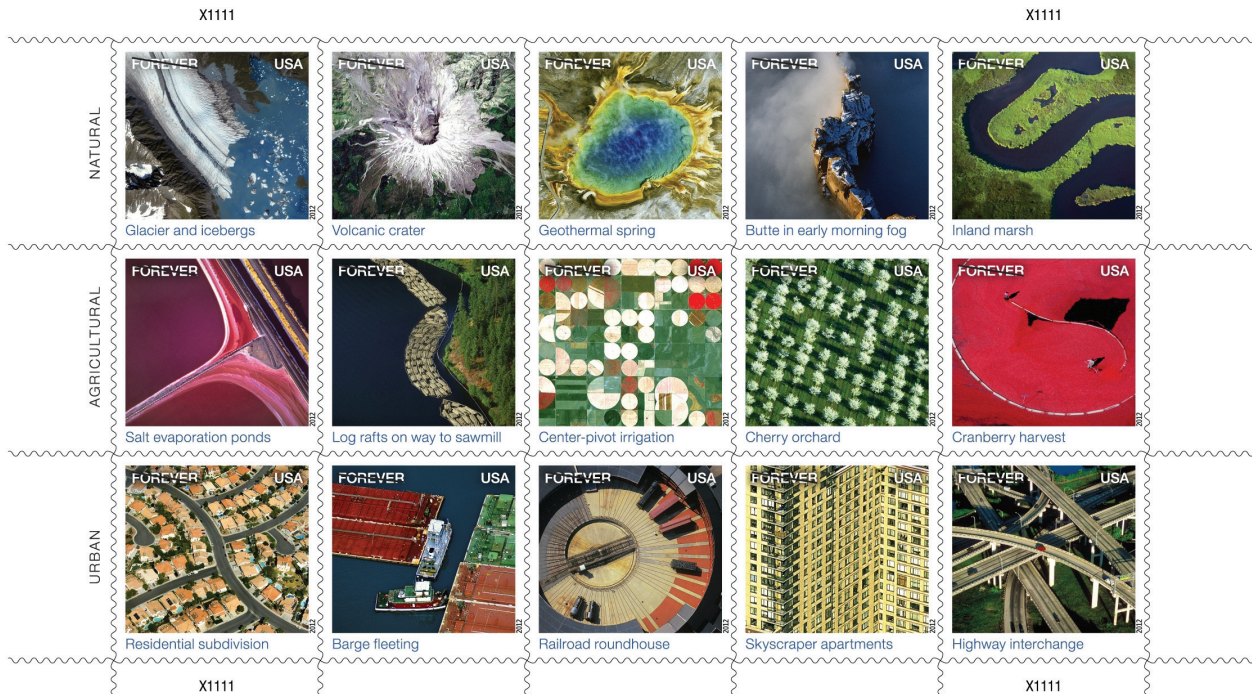 X1111 X1111
NATURAL
FOREVER USA FOREVER USA FOREVER USA FOREVER USA FOREVER USA
2012 2012 2012 2012 2012
Glacier and icebergs Volcanic crater Geothermal spring Butte in early morning fog Inland marsh
AGRICULTURAL
FOREVER USA FOREVER USA FOREVER USA FOREVER USA FOREVER USA
2012 2012 2012 2012 2012
Salt evaporation ponds Log rafts on way to sawmill Center-pivot irrigation Cherry orchard Cranberry harvest
URBAN
FOREVER USA FOREVER USA FOREVER USA FOREVER USA FOREVER USA
2012 2012 2012 2012 2012
Residential subdivision Barge fleeting Railroad roundhouse Skyscraper apartments Highway interchange
X1111 X1111